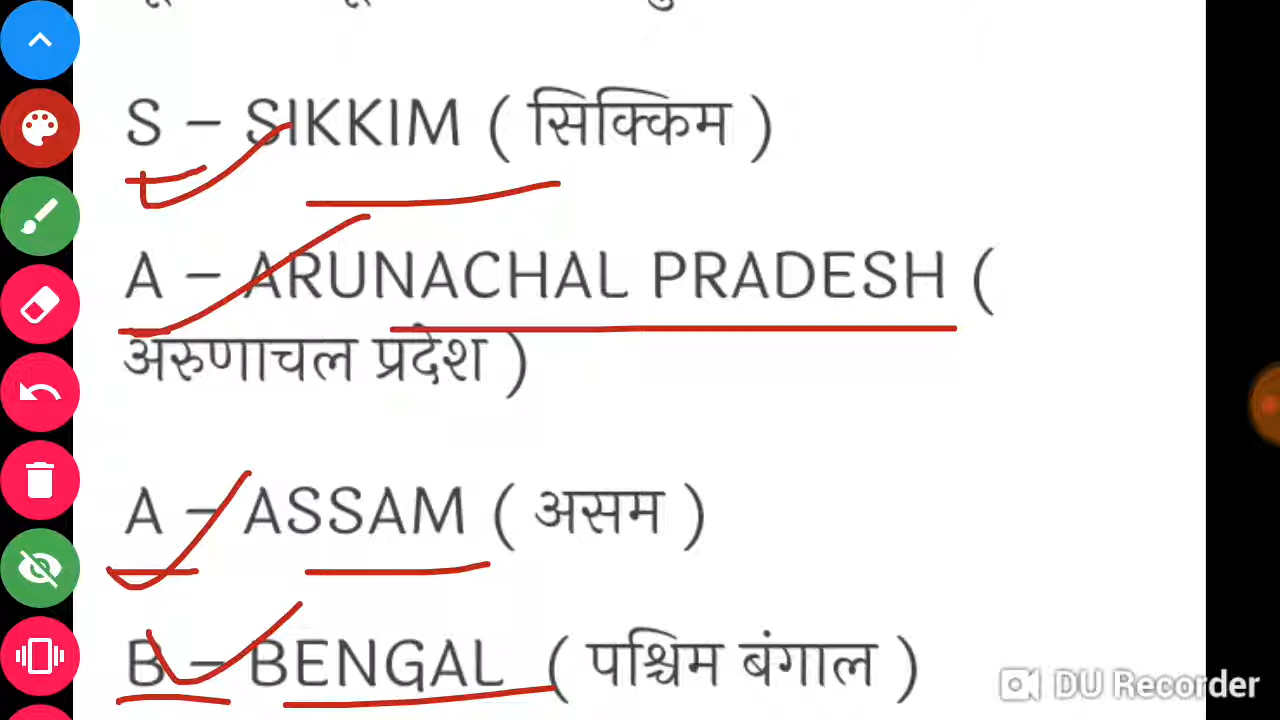 S – SIKKIM ( सिक्किम )
A – ARUNACHAL PRADESH (
अरुणाचल प्रदेश )
A – ASSAM ( असम )
B – BENGAL ( पश्चिम बंगाल )
DU Recorder